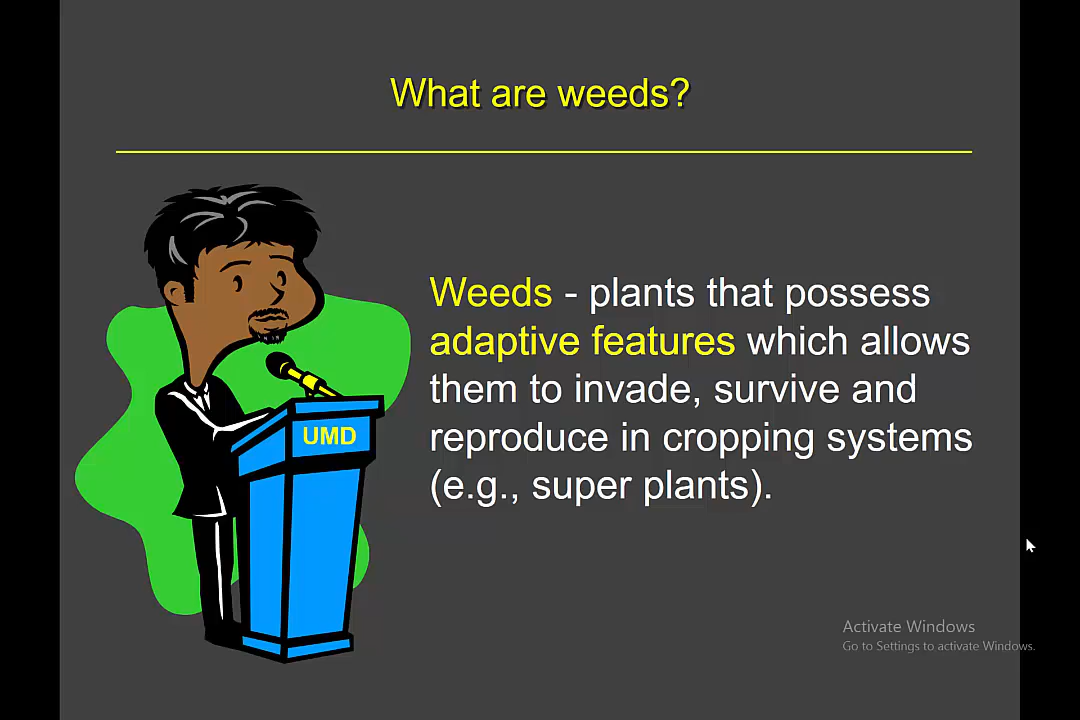 What are weeds?
Weeds - plants that possess
adaptive features which allows
them to invade, survive and
reproduce in cropping systems
(e.g., super plants).
UMD
Activate Windows
Go to Settings to activate Windows.